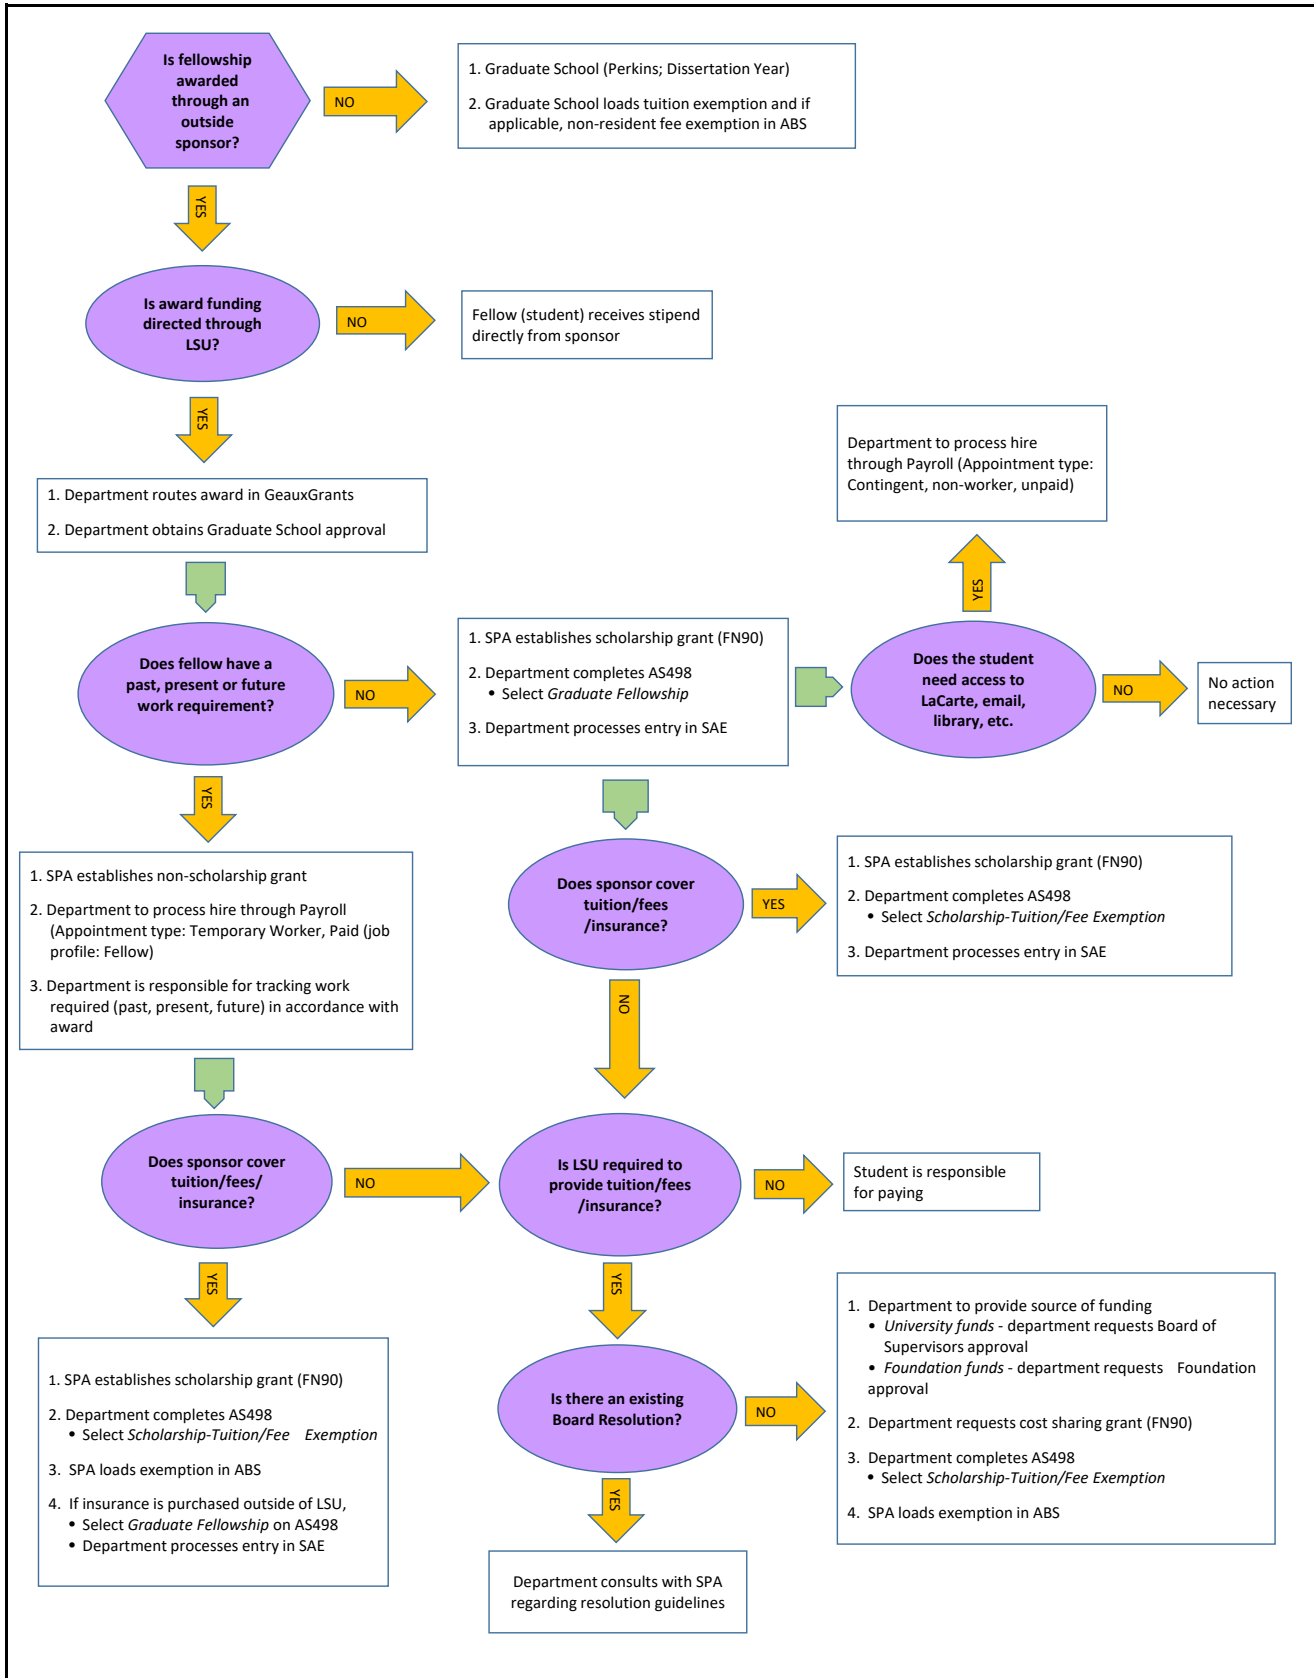 Is fellowship
awarded
through an
outside
sponsor?
NO
1. Graduate School (Perkins; Dissertation Year)
2. Graduate School loads tuition exemption and if
applicable, non-resident fee exemption in ABS
YES
Is award funding
directed through
LSU?
NO
Fellow (student) receives stipend
directly from sponsor
YES
Department to process hire
through Payroll (Appointment type:
Contingent, non-worker, unpaid)
1. Department routes award in GeauxGrants
2. Department obtains Graduate School approval
YES
Does fellow have a
past, present or future
work requirement?
NO
1. SPA establishes scholarship grant (FN90)
2. Department completes AS498
• Select Graduate Fellowship
3. Department processes entry in SAE
Does the student
need access to
LaCarte, email,
library, etc.
NO
No action
necessary
YES
1. SPA establishes non-scholarship grant
2. Department to process hire through Payroll
(Appointment type: Temporary Worker, Paid (job
profile: Fellow)
3. Department is responsible for tracking work
required (past, present, future) in accordance with
award
Does sponsor cover
tuition/fees
/insurance?
YES
1. SPA establishes scholarship grant (FN90)
2. Department completes AS498
• Select Scholarship-Tuition/Fee Exemption
3. Department processes entry in SAE
NO
Does sponsor cover
tuition/fees/
insurance?
NO
Is LSU required to
provide tuition/fees
/insurance?
NO
Student is responsible
for paying
YES
YES
1. SPA establishes scholarship grant (FN90)
2. Department completes AS498
• Select Scholarship-Tuition/Fee Exemption
3. SPA loads exemption in ABS
4. If insurance is purchased outside of LSU,
• Select Graduate Fellowship on AS498
• Department processes entry in SAE
Is there an existing
Board Resolution?
NO
1. Department to provide source of funding
• University funds - department requests Board of
Supervisors approval
• Foundation funds - department requests Foundation
approval
2. Department requests cost sharing grant (FN90)
3. Department completes AS498
• Select Scholarship-Tuition/Fee Exemption
4. SPA loads exemption in ABS
YES
Department consults with SPA
regarding resolution guidelines